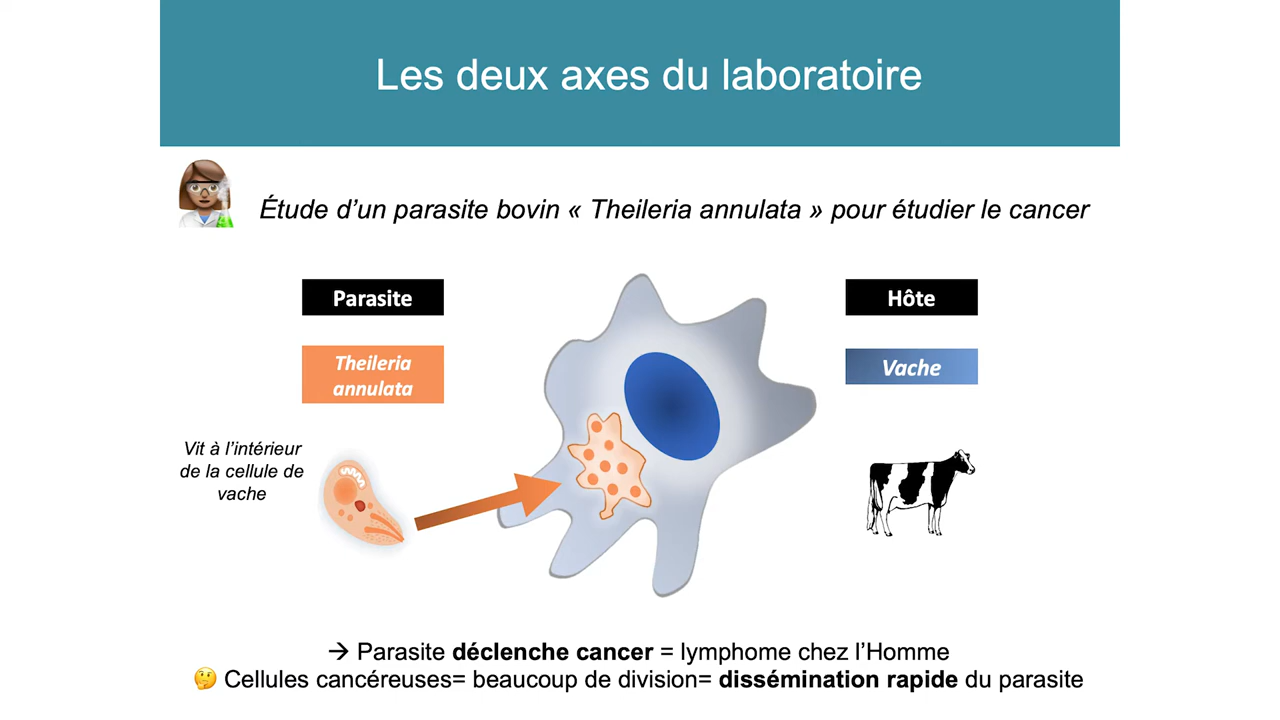 Les deux axes du laboratoire
Étude d’un parasite bovin « Theileria annulata » pour étudier le cancer
Parasite
Hôte
Theileria
annulata
Vache
Vit à l’intérieur
de la cellule de
vache
→ Parasite déclenche cancer = lymphome chez l’Homme
🤔 Cellules cancéreuses= beaucoup de division= dissémination rapide du parasite